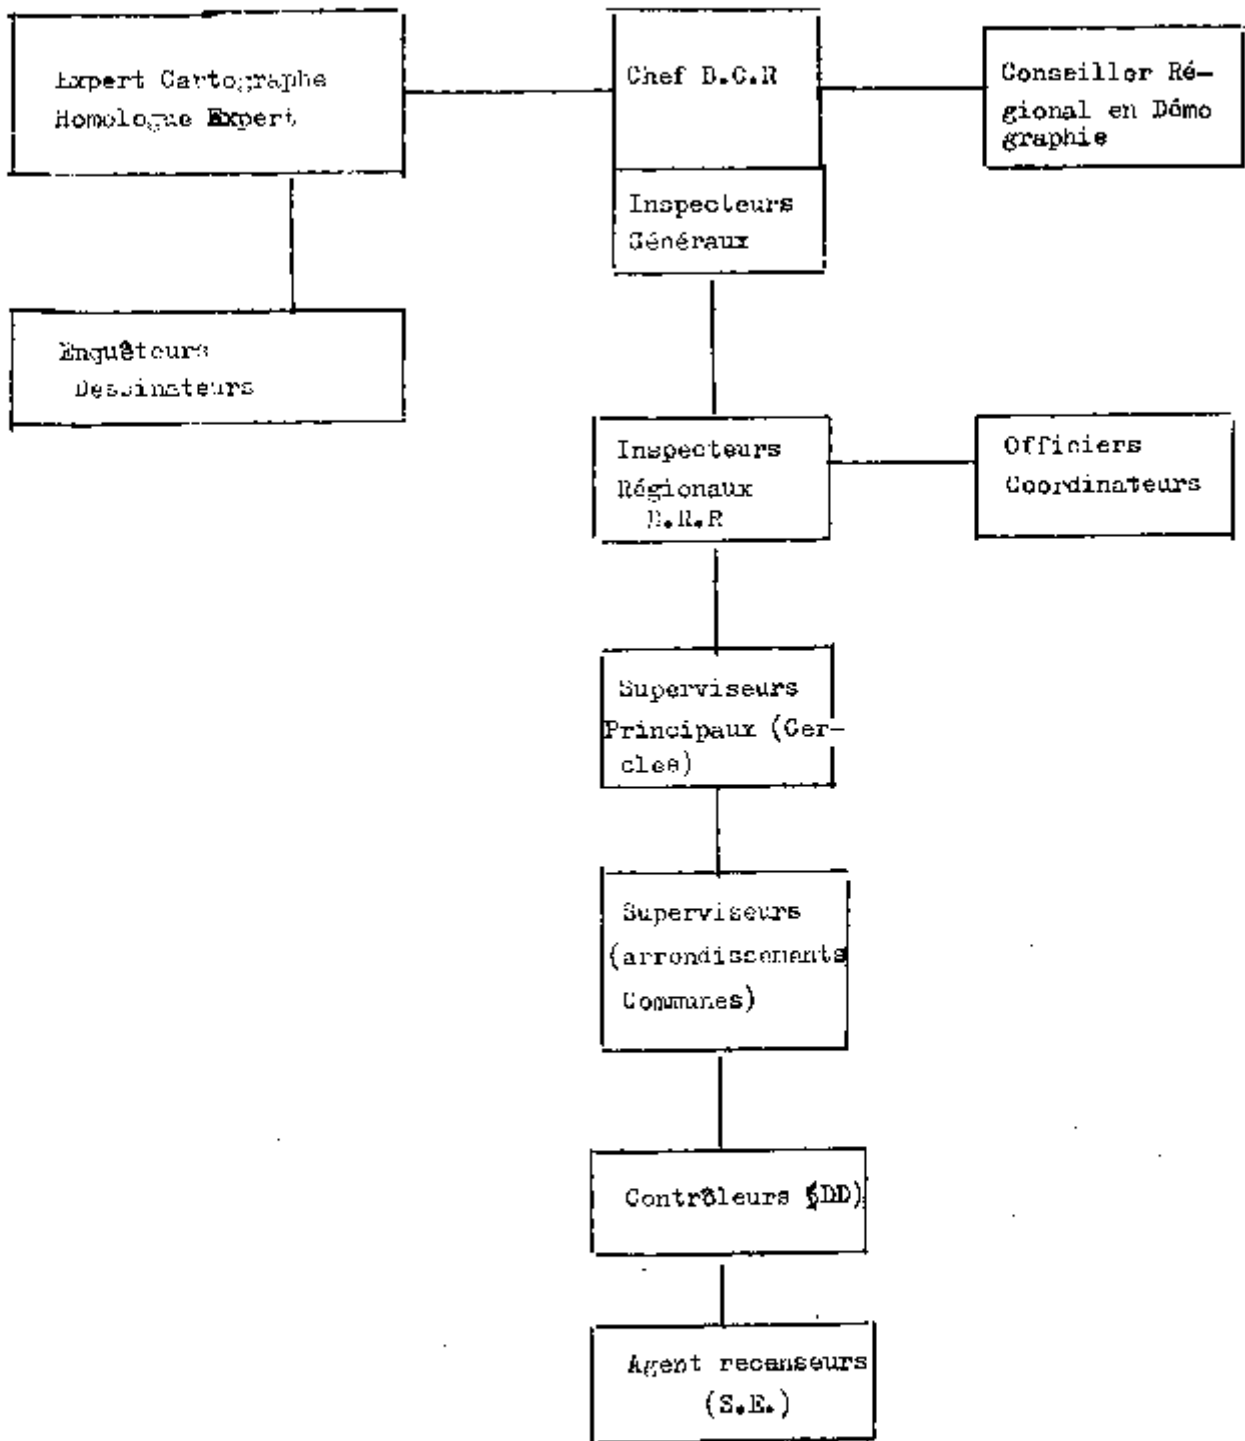 Expert Cartographe
Homologue Expert
Chef B.C.R
Conseiller Ré-
gional en Démo
graphie
Inspecteurs
Généraux
Enquêteurs
Dessinateurs
Inspecteurs
Régionaux
B.R.R
Officiers
Coordinateurs
Superviseurs
Principaux (Cer-
cles)
Superviseurs
(arrondissements
Communes)
Contrôleurs (DD)
Agent recenseurs
(S.E.)